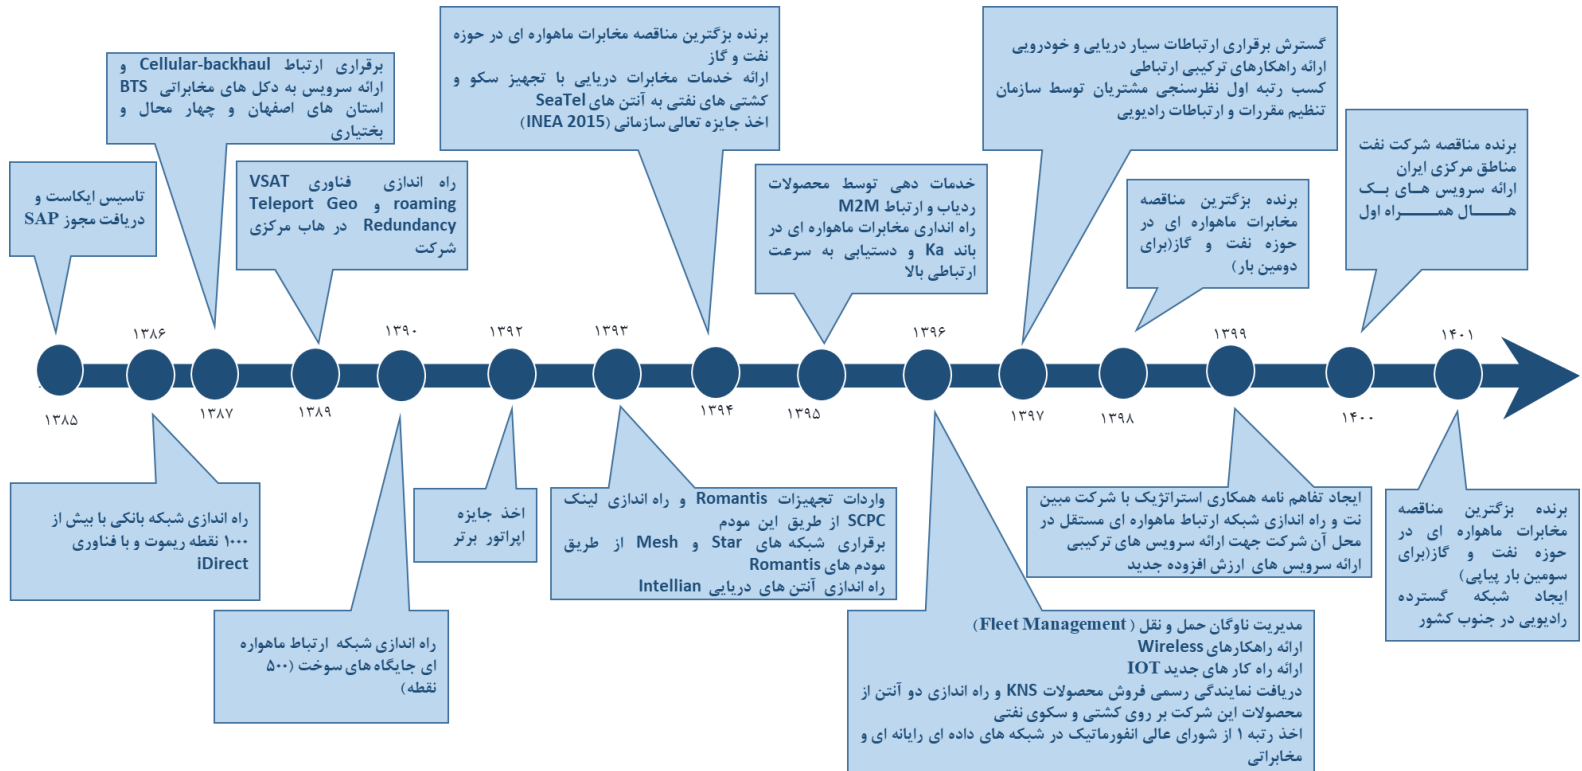 تاسیس ایکاست و
دریافت مجوز SAP
برقراری ارتباط Cellular-backhaul و
ارائه سرویس به دکل های مخابراتی BTS
استان های اصفهان و چهار محال و
بختیاری
راه اندازی فناوری VSAT
roaming و Teleport Geo
Redundancy در هاب مرکزی
شرکت
برنده بزگترین مناقصه مخابرات ماهواره ای در حوزه
نفت و گاز
ارائه خدمات مخابرات دریایی با تجهیز سکو و
کشتی های نفتی به آنتن های SeaTel
اخذ جایزه تعالی سازمانی (INEA 2015)
خدمات دهی توسط محصولات
ردیاب و ارتباط M2M
راه انداری مخابرات ماهواره ای در
باند Ka و دستیابی به سرعت
ارتباطی بالا
گسترش برقراری ارتباطات سیار دریایی و خودرویی
ارائه راهکارهای ترکیبی ارتباطی
کسب رتبه اول نظرسنجی مشتریان توسط سازمان
تنظیم مقررات و ارتباطات رادیویی
برنده بزگترین مناقصه
مخابرات ماهواره ای در
حوزه نفت و گاز(برای
دومین بار)
برنده مناقصه شرکت نفت
مناطق مرکزی ایران
ارائه سرویس هــای بــک
هـــــال همـــــــراه اول
۱۳۸۵
۱۳۸۶
۱۳۸۷
۱۳۸۹
۱۳۹۰
۱۳۹۲
۱۳۹۳
۱۳۹۴
۱۳۹۵
۱۳۹۶
۱۳۹۷
۱۳۹۸
۱۳۹۹
۱۴۰۰
۱۴۰۱
راه اندازی شبکه بانکی با بیش از
۱۰۰۰ نقطه ریموت و با فناوری
iDirect
راه اندازی شبکه ارتباط ماهواره
ای جایگاه های سوخت (۵۰۰
نقطه)
اخذ جایزه
اپراتور برتر
واردات تجهیزات Romantis و راه اندازی لینک
SCPC از طریق این مودم
برقراری شبکه های Star و Mesh از طریق
مودم های Romantis
راه اندازی آنتن های دریایی Intellian
مدیریت ناوگان حمل و نقل ( Fleet Management)
ارائه راهکارهای Wireless
ارائه راه کار های جدید IOT
دریافت نمایندگی رسمی فروش محصولات KNS و راه اندازی دو آنتن از
محصولات این شرکت بر روی کشتی و سکوی نفتی
اخذ رتبه ۱ از شورای عالی انفورماتیک در شبکه های داده ای رایانه ای و
مخابراتی
ایجاد تفاهم نامه همکاری استراتژیک با شرکت مبین
نت و راه اندازی شبکه ارتباط ماهواره ای مستقل در
محل آن شرکت جهت ارائه سرویس های ترکیبی
ارائه سرویس های ارزش افزوده جدید
برنده بزگترین مناقصه
مخابرات ماهواره ای در
حوزه نفت و گاز(برای
سومین بار پیاپی)
ایجاد شبکه گسترده
رادیویی در جنوب کشور